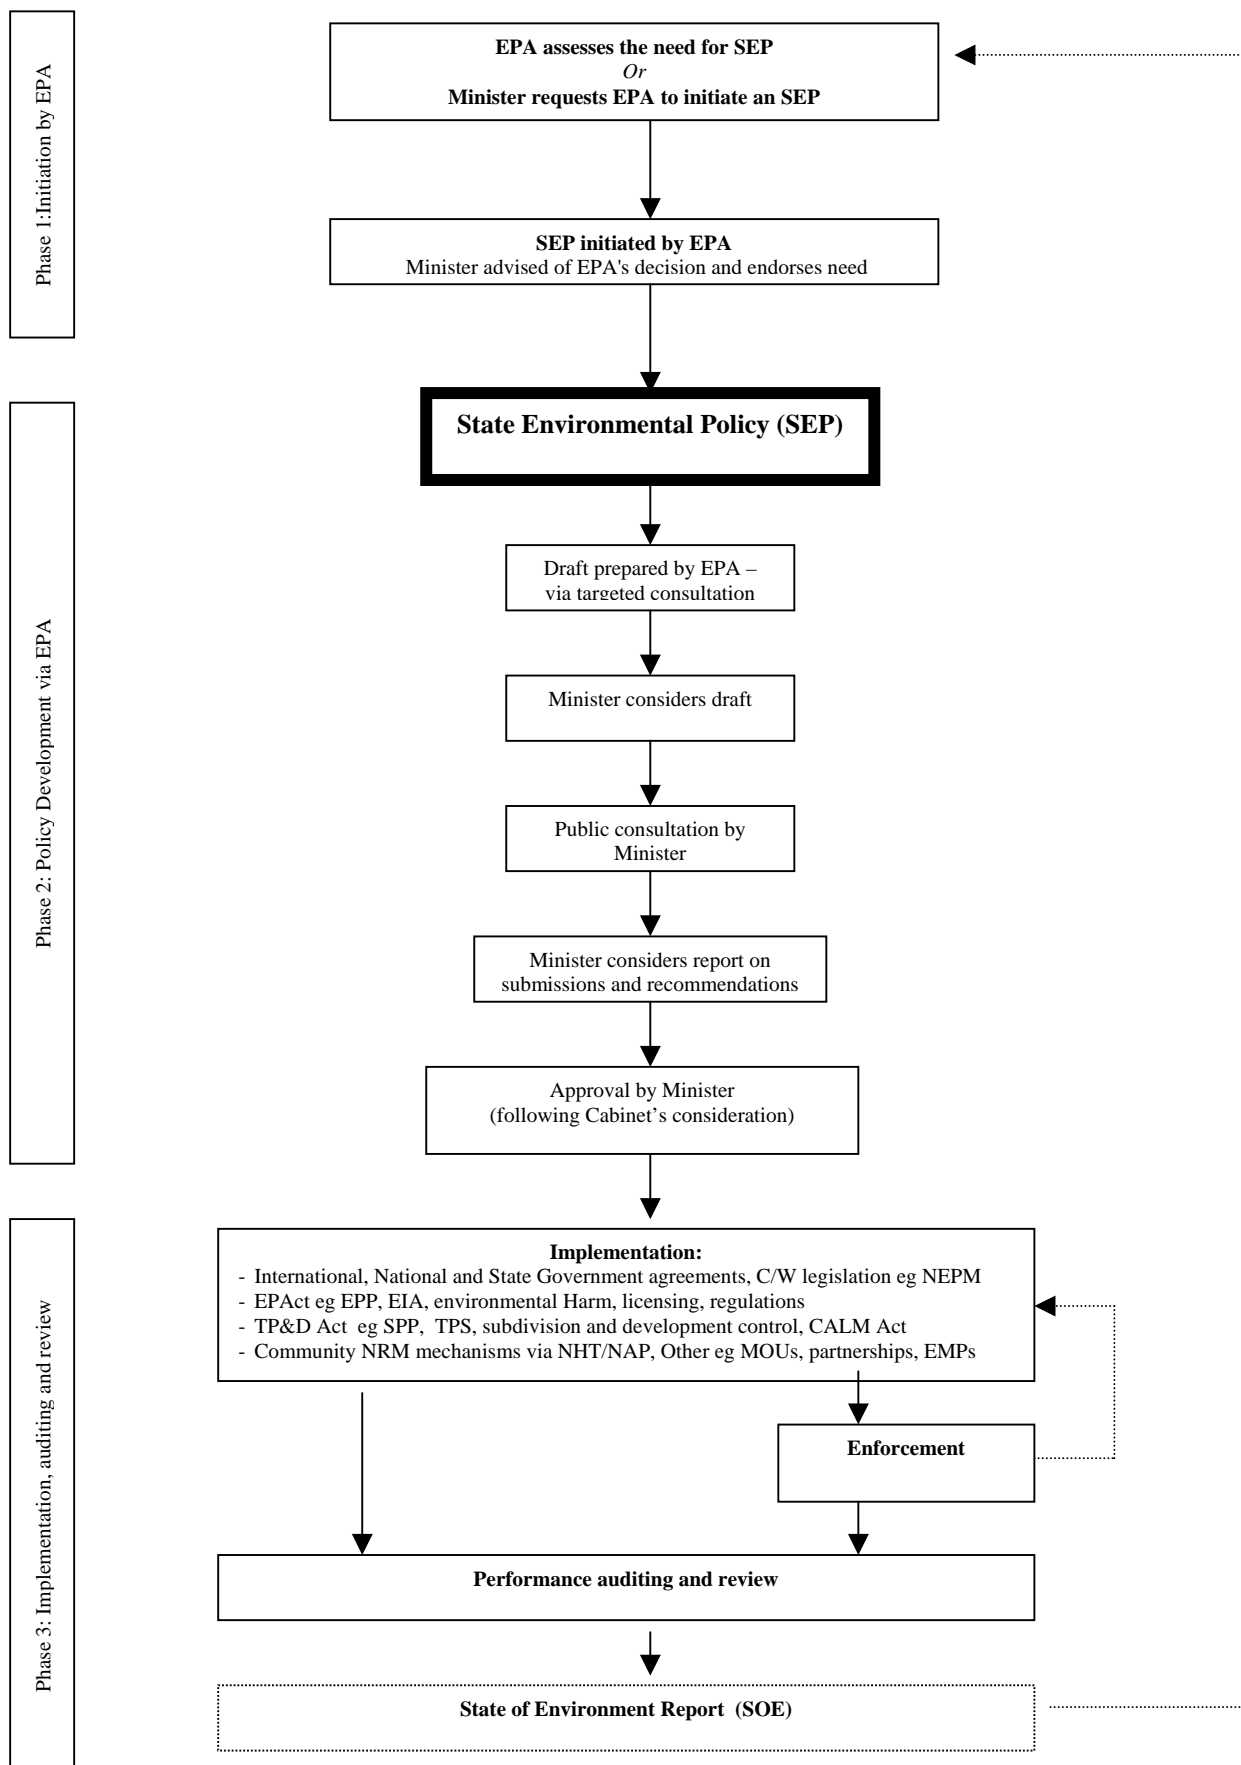 Phase 1:Initiation by EPA
EPA assesses the need for SEP
Or
Minister requests EPA to initiate an SEP
SEP initiated by EPA
Minister advised of EPA's decision and endorses need
Phase 2: Policy Development via EPA
State Environmental Policy (SEP)
Draft prepared by EPA –
via targeted consultation
Minister considers draft
Public consultation by
Minister
Minister considers report on
submissions and recommendations
Approval by Minister
(following Cabinet’s consideration)
Phase 3: Implementation, auditing and review
Implementation:
- International, National and State Government agreements, C/W legislation eg NEPM
- EPAct eg EPP, EIA, environmental Harm, licensing, regulations
- TP&D Act eg SPP, TPS, subdivision and development control, CALM Act
- Community NRM mechanisms via NHT/NAP, Other eg MOUs, partnerships, EMPs
Enforcement
Performance auditing and review
State of Environment Report (SOE)